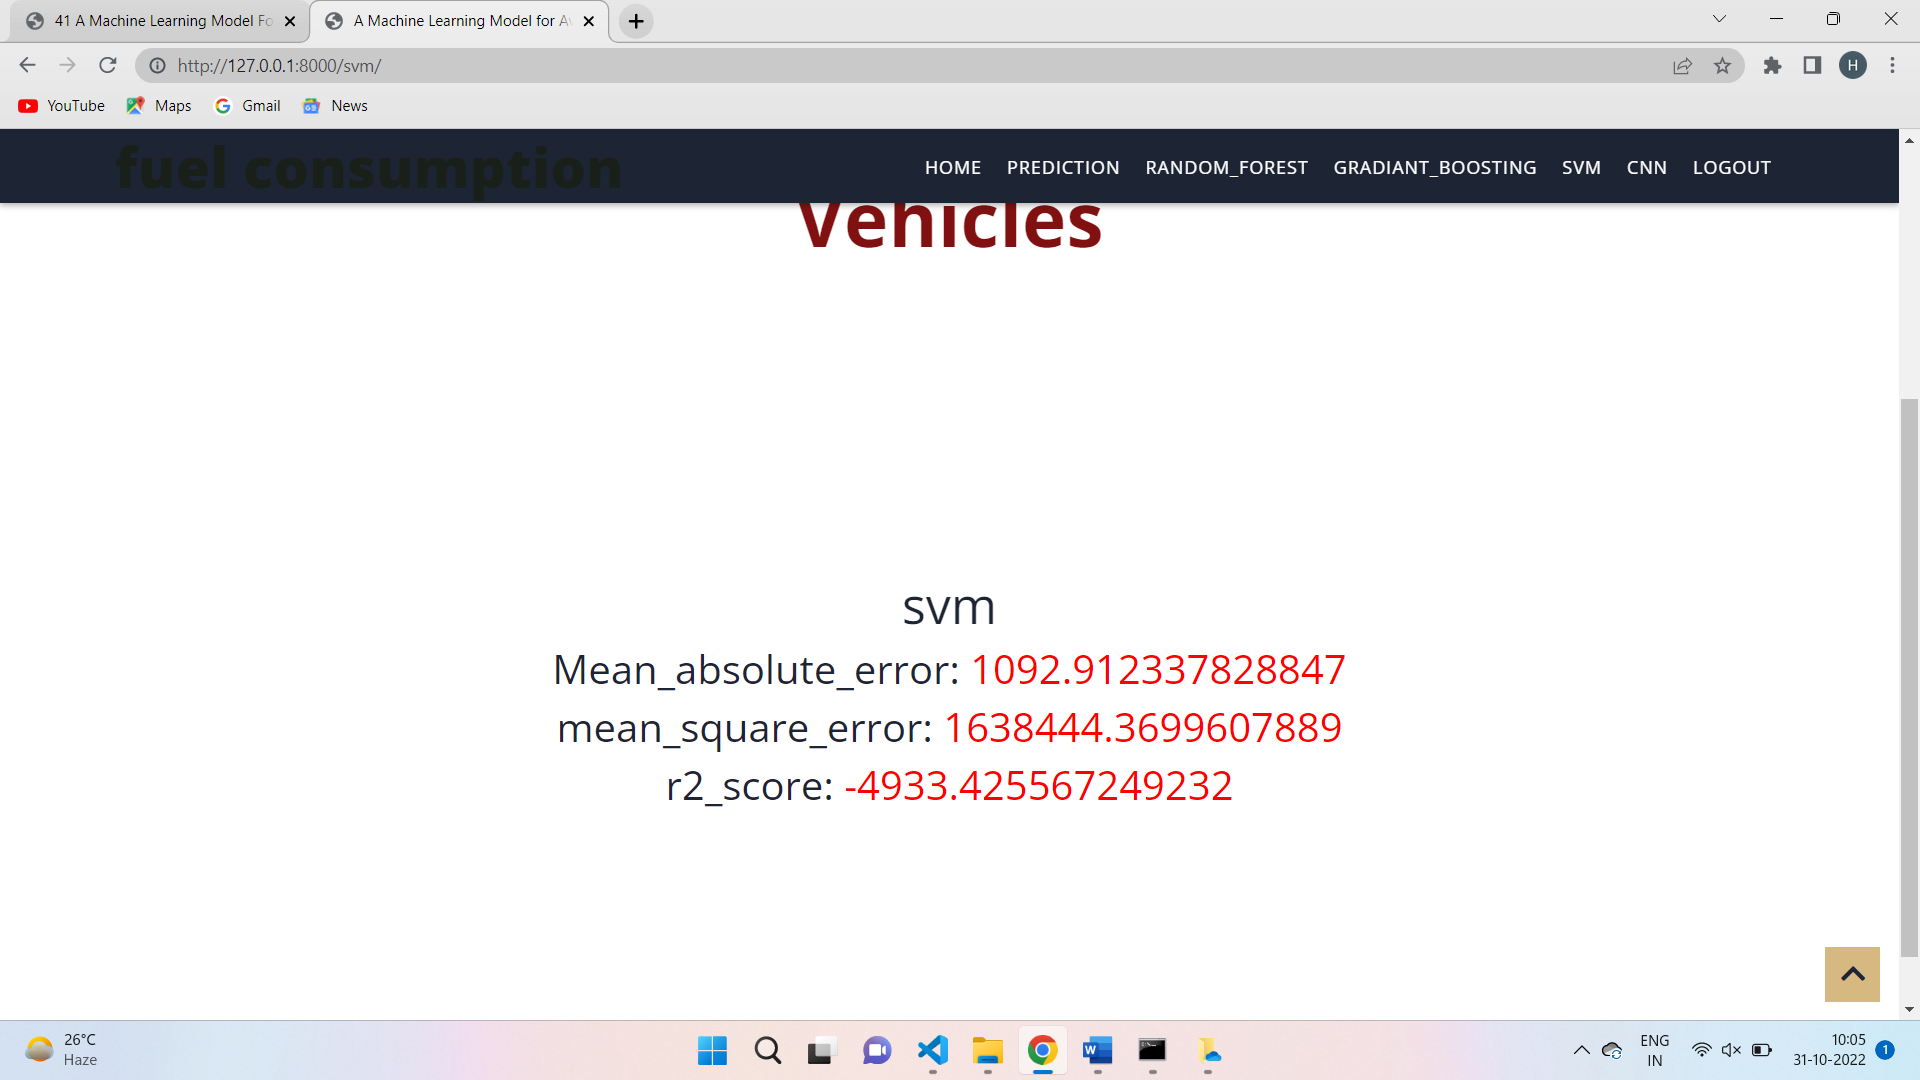 41 A Machine Learning Model Fo
A Machine Learning Model for Av
http://127.0.0.1:8000/svm/
H
YouTube
Maps
Gmail
News
fuel consumption
HOME
PREDICTION
RANDOM_FOREST
GRADIANT_BOOSTING
SVM
CNN
LOGOUT
Vehicles
svm
Mean_absolute_error: 1092.912337828847
mean_square_error: 1638444.3699607889
r2_score: -4933.425567249232
26°C
Haze
ENG
IN
10:05
31-10-2022
1